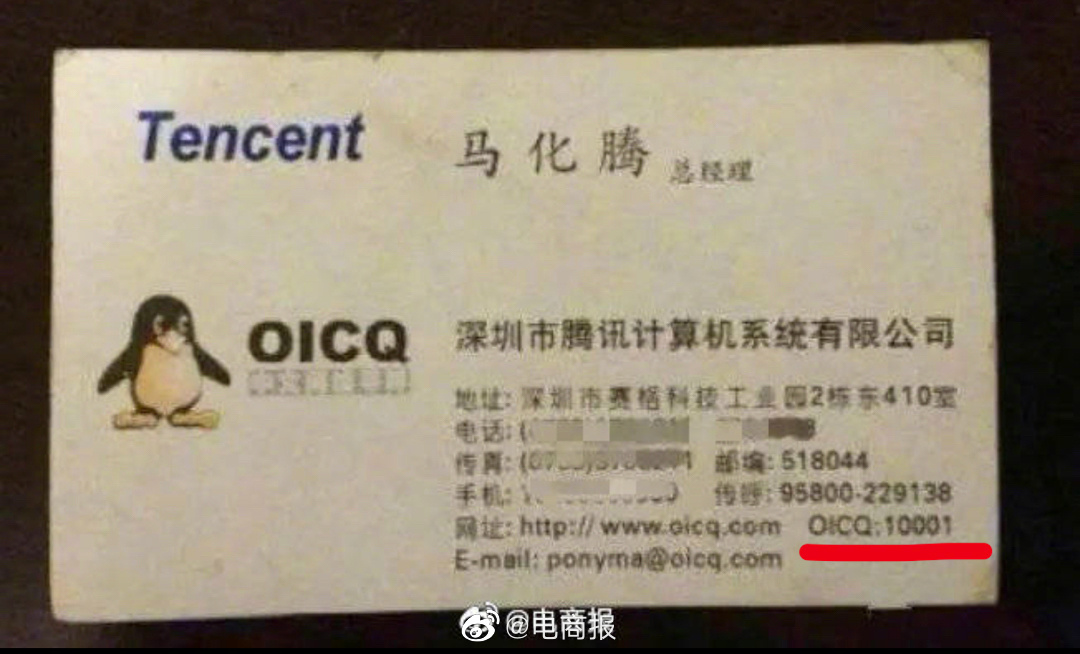 Tencent
马化腾 总经理
OICQ
深圳市腾讯计算机系统有限公司
地址: 深圳市赛格科技工业园2栋东410室
电话:
传真: 邮编: 518044
手机: 传呼: 95800-229138
网址: http://www.oicq.com OICQ:10001
E-mail: ponyma@oicq.com
@电商报